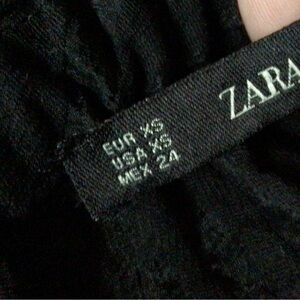 ZARA
EUR XS
USA XS
MEX 24